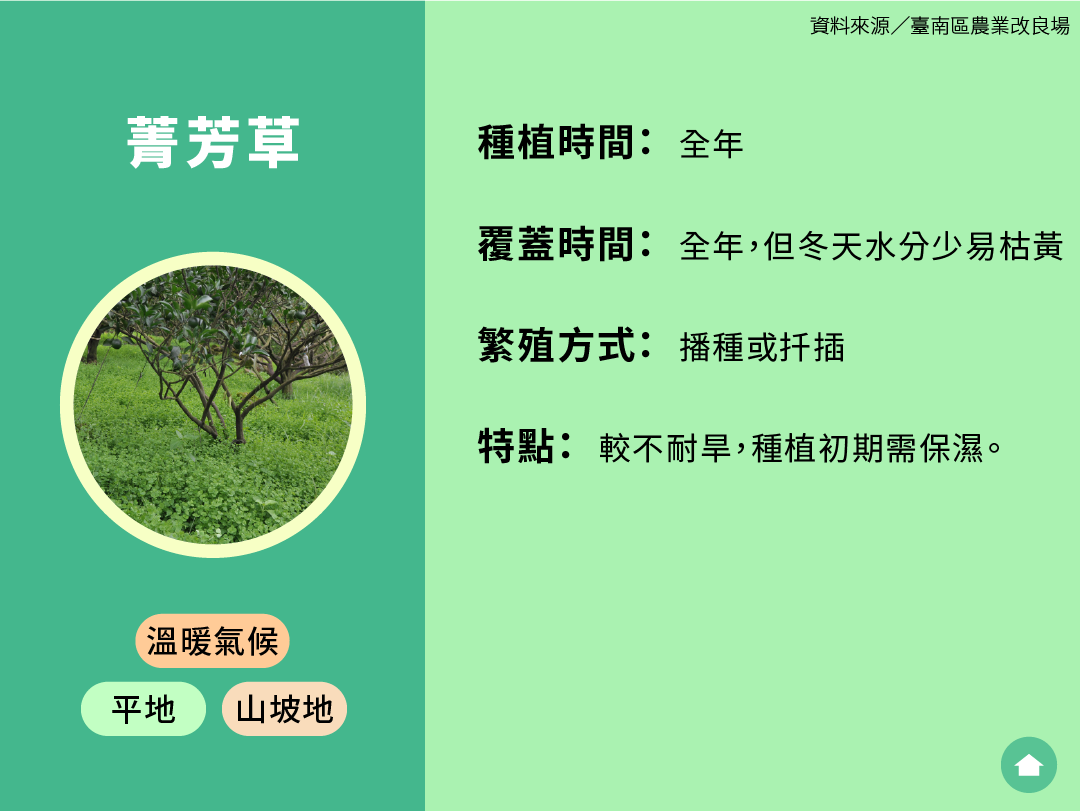 資料來源／臺南區農業改良場
菁芳草
種植時間： 全年
覆蓋時間： 全年，但冬天水分少易枯黃
繁殖方式： 播種或扦插
特點： 較不耐旱，種植初期需保濕。
溫暖氣候
平地 山坡地